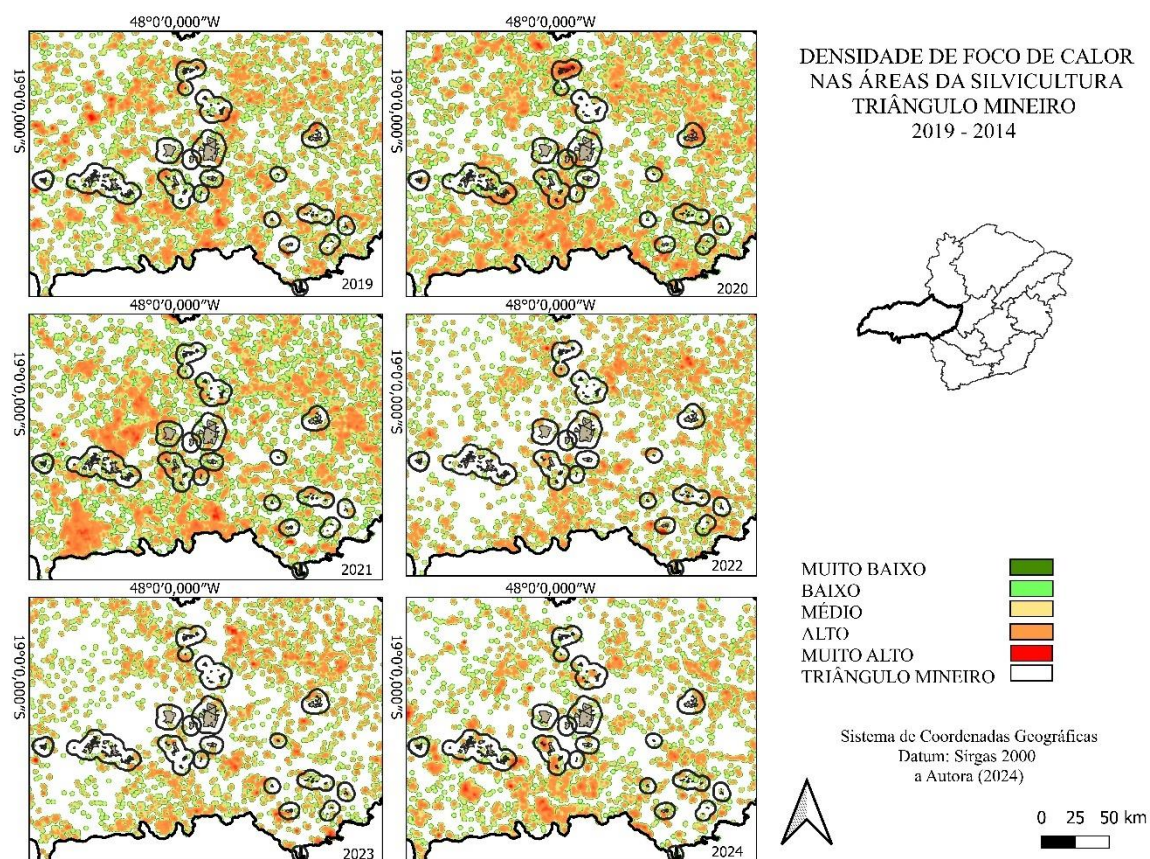 48°0'0,000"W
48°0'0,000"W
19°0'0,000"S
19°0'0,000"S
2019
2020
48°0'0,000"W
48°0'0,000"W
19°0'0,000"S
19°0'0,000"S
2021
2022
48°0'0,000"W
48°0'0,000"W
19°0'0,000"S
19°0'0,000"S
2023
2024
DENSIDADE DE FOCO DE CALOR
NAS ÁREAS DA SILVICULTURA
TRIÂNGULO MINEIRO
2019 - 2014
MUITO BAIXO
BAIXO
MÉDIO
ALTO
MUITO ALTO
TRIÂNGULO MINEIRO
Sistema de Coordenadas Geográficas
Datum: Sirgas 2000
a Autora (2024)
0 25 50 km